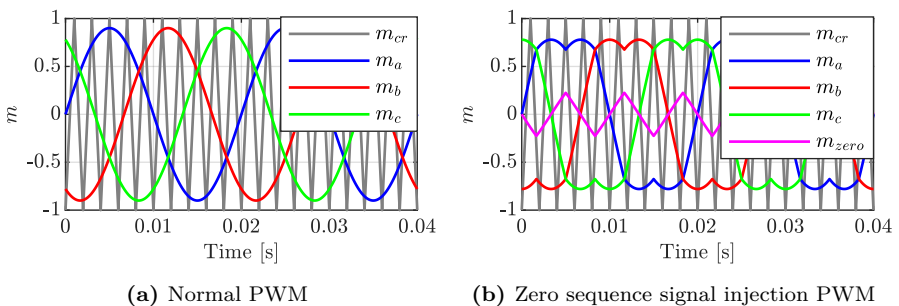 1
0.5
0
-0.5
-1
m
m_cr
m_a
m_b
m_c
0 0.01 0.02 0.03 0.04
Time [s]
(a) Normal PWM
1
0.5
0
-0.5
-1
m
m_cr
m_a
m_b
m_c
m_zero
0 0.01 0.02 0.03 0.04
Time [s]
(b) Zero sequence signal injection PWM